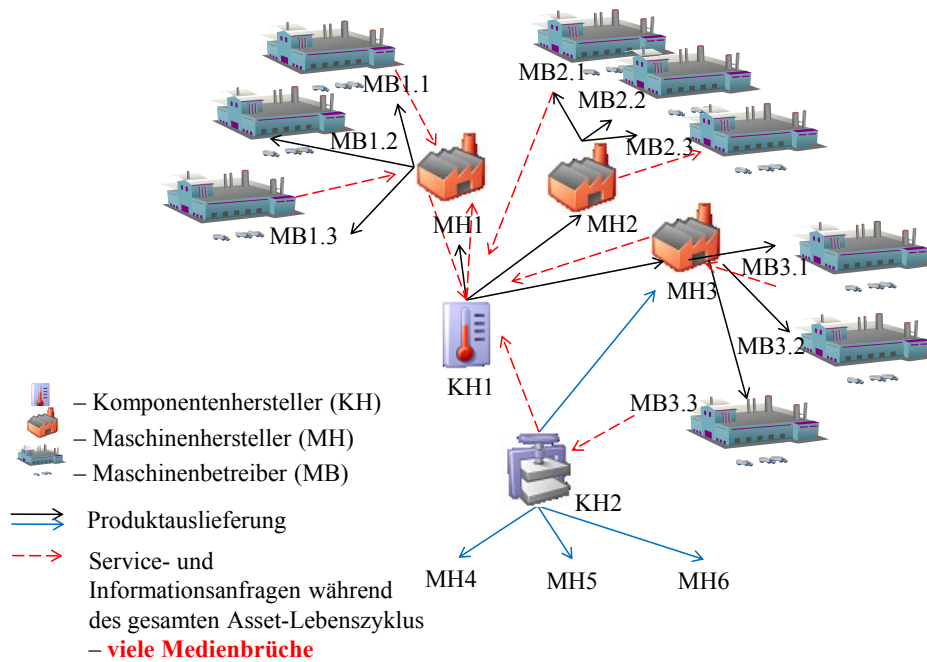 MB1.1
MB2.1
MB2.2
MB1.2
MB2.3
MB1.3
MH1
MH2
MB3.1
MH3
MB3.2
KH1
MB3.3
– Komponentenhersteller (KH)
– Maschinenhersteller (MH)
– Maschinenbetreiber (MB)
KH2
Produktauslieferung
MH4
MH5
MH6
Service- und
Informationsanfragen während
des gesamten Asset-Lebenszyklus
– viele Medienbrüche